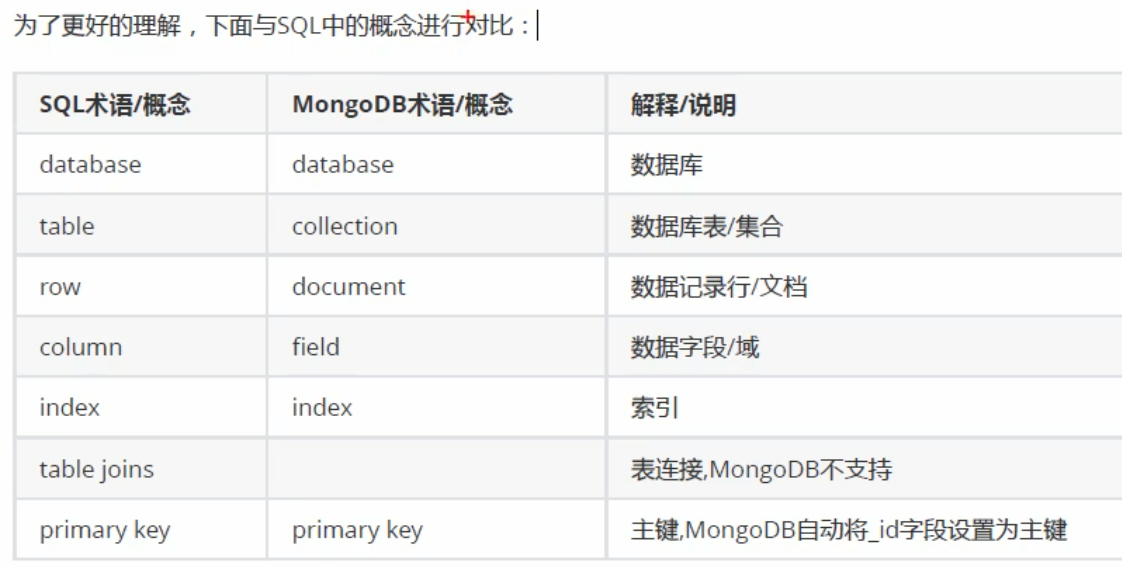 为了更好的理解，下面与SQL中的概念进行对比：
SQL术语/概念 MongoDB术语/概念 解释/说明
database database 数据库
table collection 数据库表/集合
row document 数据记录行/文档
column field 数据字段/域
index index 索引
table joins 表连接,MongoDB不支持
primary key primary key 主键,MongoDB自动将_id字段设置为主键